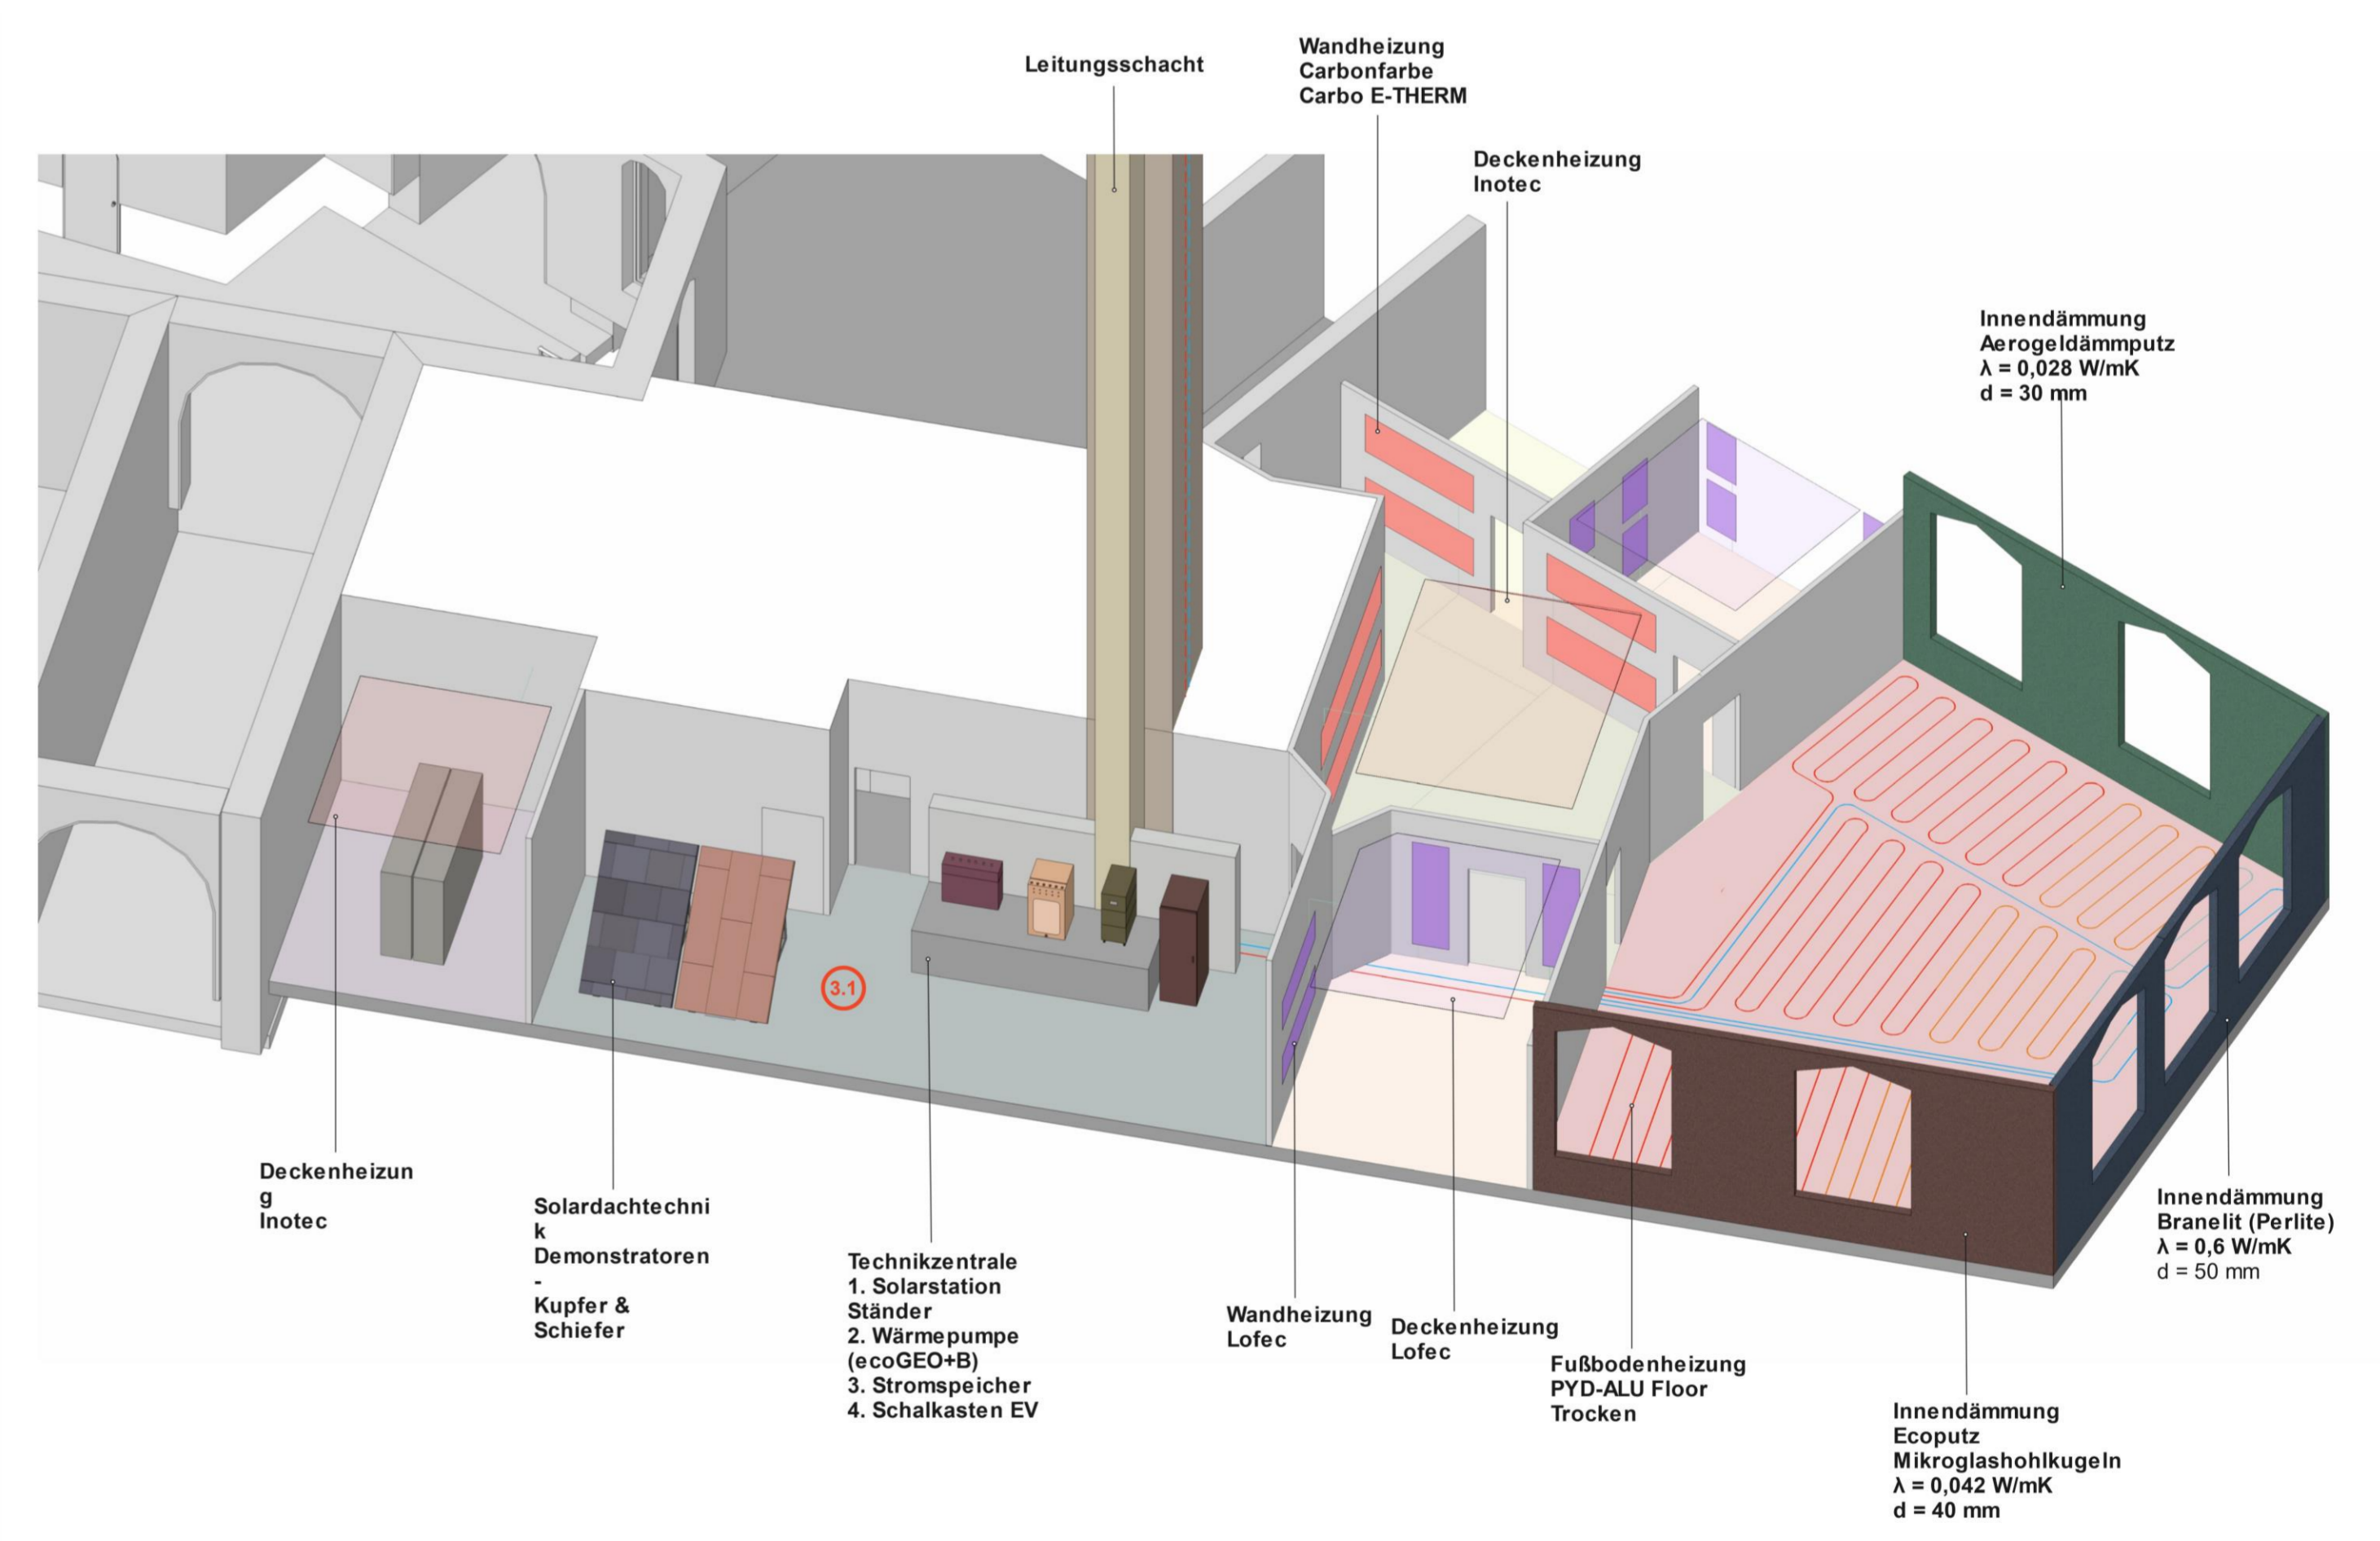 Leitungsschacht
Wandheizung
Carbonfarbe
Carbo E-THERM
Deckenheizung
Inotec
Innendämmung
Aerogeldämmputz
λ = 0,028 W/mK
d = 30 mm
3.1
Deckenheizun
g
Inotec
Solardachtechni
k
Demonstratoren
-
Kupfer &
Schiefer
Technikzentrale
1. Solarstation
Ständer
2. Wärmepumpe
(ecoGEO+B)
3. Stromspeicher
4. Schalkasten EV
Wandheizung
Lofec
Deckenheizung
Lofec
Fußbodenheizung
PYD-ALU Floor
Trocken
Innendämmung
Ecoputz
Mikroglashohlkugeln
λ = 0,042 W/mK
d = 40 mm
Innendämmung
Branelit (Perlite)
λ = 0,6 W/mK
d = 50 mm